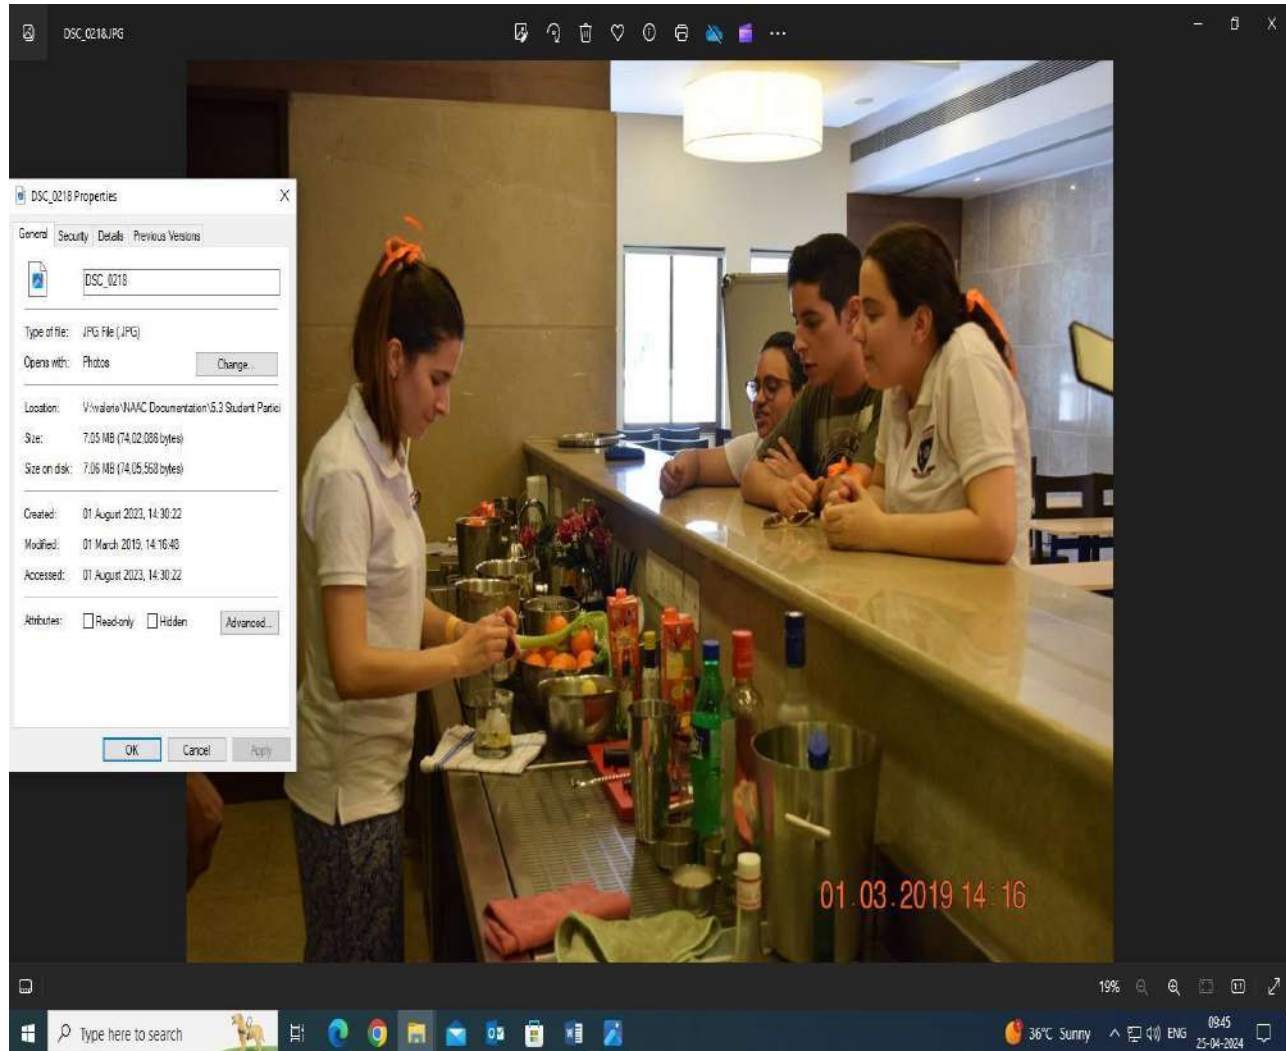 DSC_0218.JPG
DSC_0218 Properties
General Security Details Previous Versions
DSC_0218
Type of file: JPG File (.JPG)
Opens with: Photos Change...
Location: V:\valerie\NAAC Documentation\5.3 Student Partici
Size: 7.05 MB (74,02,086 bytes)
Size on disk: 7.06 MB (74,05,568 bytes)
Created: 01 August 2023, 14:30:22
Modified: 01 March 2019, 14:16:48
Accessed: 01 August 2023, 14:30:22
Attributes: Read-only Hidden Advanced...
OK Cancel Apply
01.03.2019 14:16
19%
Type here to search
36°C Sunny ENG
09:45
25-04-2024